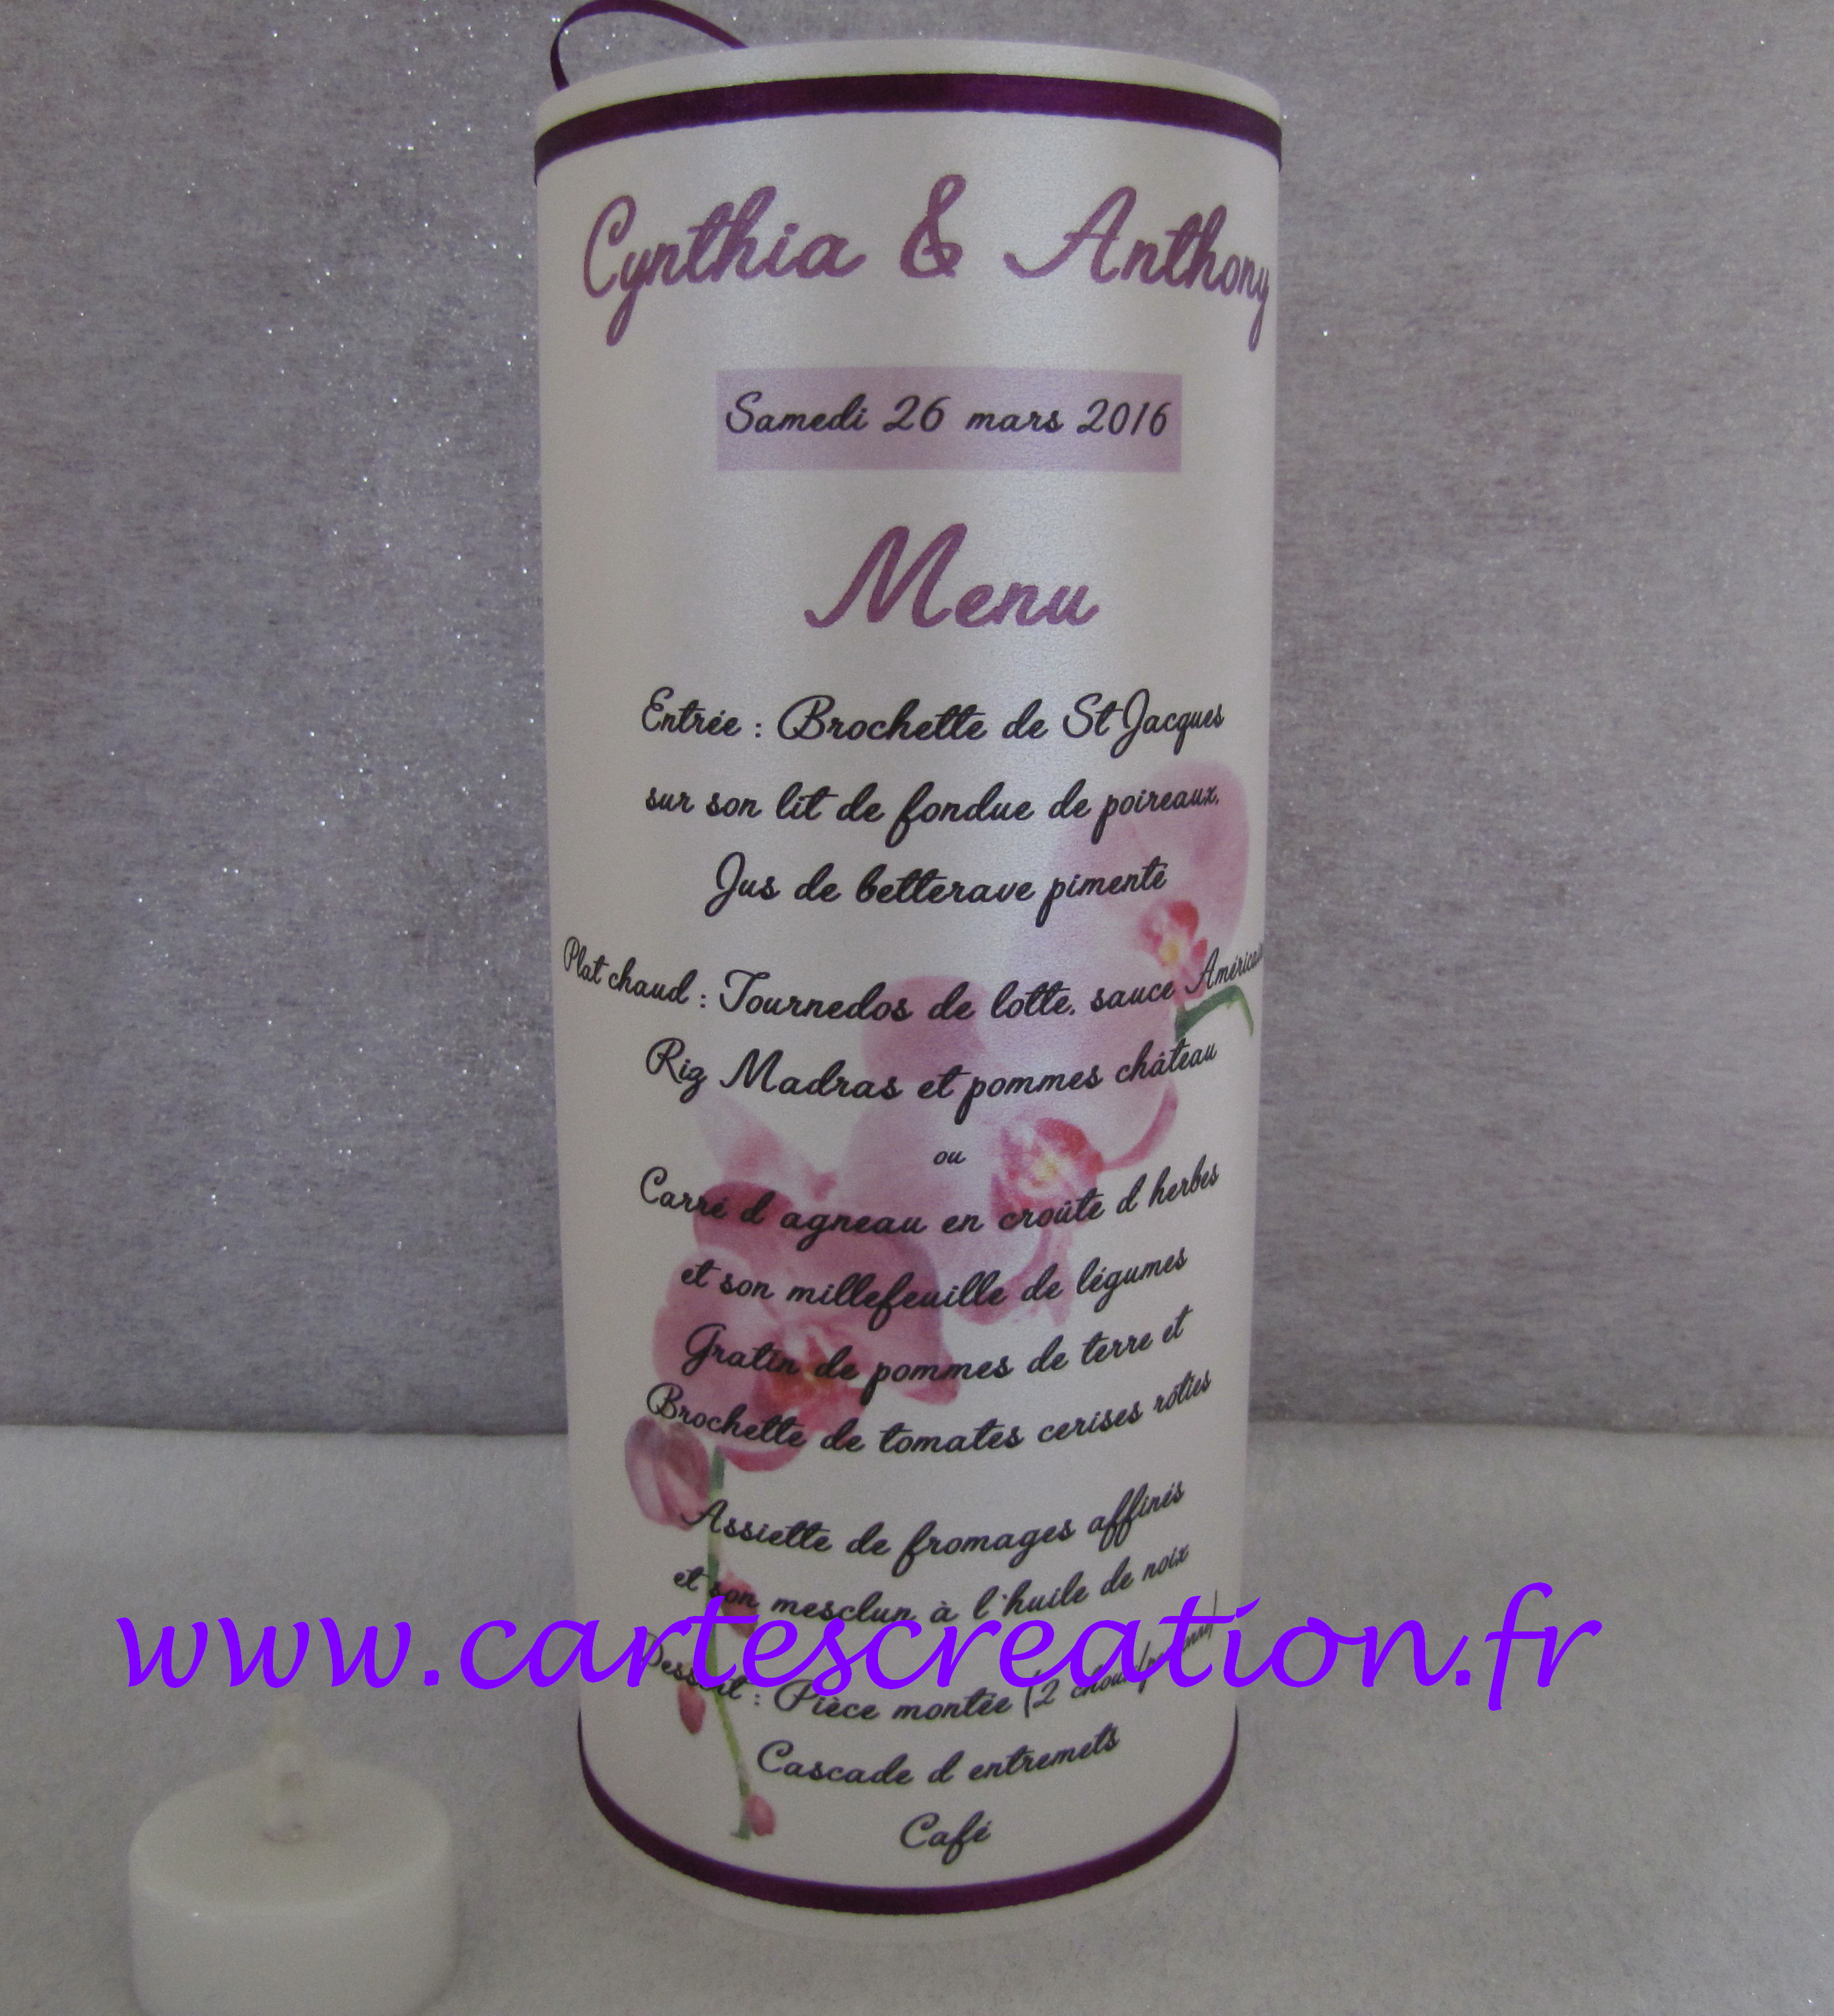 Cynthia & Anthony
Samedi 26 mars 2016
Menu
Entrée : Brochette de St Jacques
sur son lit de fondue de poireaux,
Jus de betterave pimenté
Plat chaud : Tournedos de lotte, sauce
Riz Madras et pommes château
ou
Carré d agneau en croûte d herbes
et son millefeuille de légumes
Gratin de pommes de terre et
Brochette de tomates cerises rôties
Assiette de fromages affinés
et son mesclun à l'huile de noix
www.cartescreation.fr
Dessert : Pièce montée (2
Cascade d entremets
Café